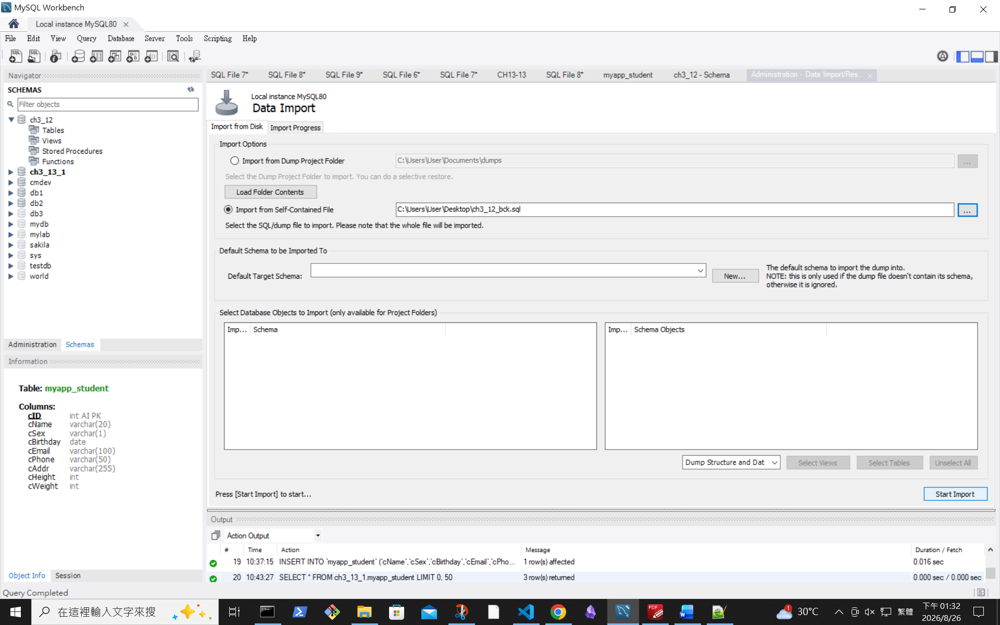 MySQL Workbench
Local instance MySQL80
File Edit View Query Database Server Tools Scripting Help
Navigator
SCHEMAS
Filter objects
ch3_12
Tables
Views
Stored Procedures
Functions
ch3_13_1
cmdev
db1
db2
db3
mydb
mylab
sakila
sys
testdb
world
Administration Schemas
Information
Table: myapp_student
Columns:
cID int AI PK
cName varchar(20)
cSex varchar(1)
cBirthday date
cEmail varchar(100)
cPhone varchar(50)
cAddr varchar(255)
cHeight int
cWeight int
Object Info Session
Query Completed
SQL File 7* SQL File 8* SQL File 9* SQL File 6* SQL File 7* CH13-13 SQL File 8* myapp_student ch3_12 - Schema Administration - Data Import/Res...
Local instance MySQL80
Data Import
Import from Disk Import Progress
Import Options
Import from Dump Project Folder C:\Users\User\Documents\dumps ...
Select the Dump Project Folder to import. You can do a selective restore.
Load Folder Contents
Import from Self-Contained File C:\Users\User\Desktop\ch3_12_bck.sql ...
Select the SQL/dump file to import. Please note that the whole file will be imported.
Default Schema to be Imported To
Default Target Schema: New...
The default schema to import the dump into.
NOTE: this is only used if the dump file doesn't contain its schema,
otherwise it is ignored.
Select Database Objects to Import (only available for Project Folders)
Imp... Schema
Imp... Schema Objects
Dump Structure and Dat Select Views Select Tables Unselect All
Press [Start Import] to start... Start Import
Output
Action Output
# Time Action Message Duration / Fetch
19 10:37:15 INSERT INTO `myapp_student` (`cName`,`cSex`,`cBirthday`,`cEmail`,`cPho... 1 row(s) affected 0.016 sec
20 10:43:27 SELECT * FROM ch3_13_1.myapp_student LIMIT 0, 50 3 row(s) returned 0.000 sec / 0.000 sec
在這裡輸入文字來搜
PDF
1 30°C
繁體
下午 01:32
2026/8/26